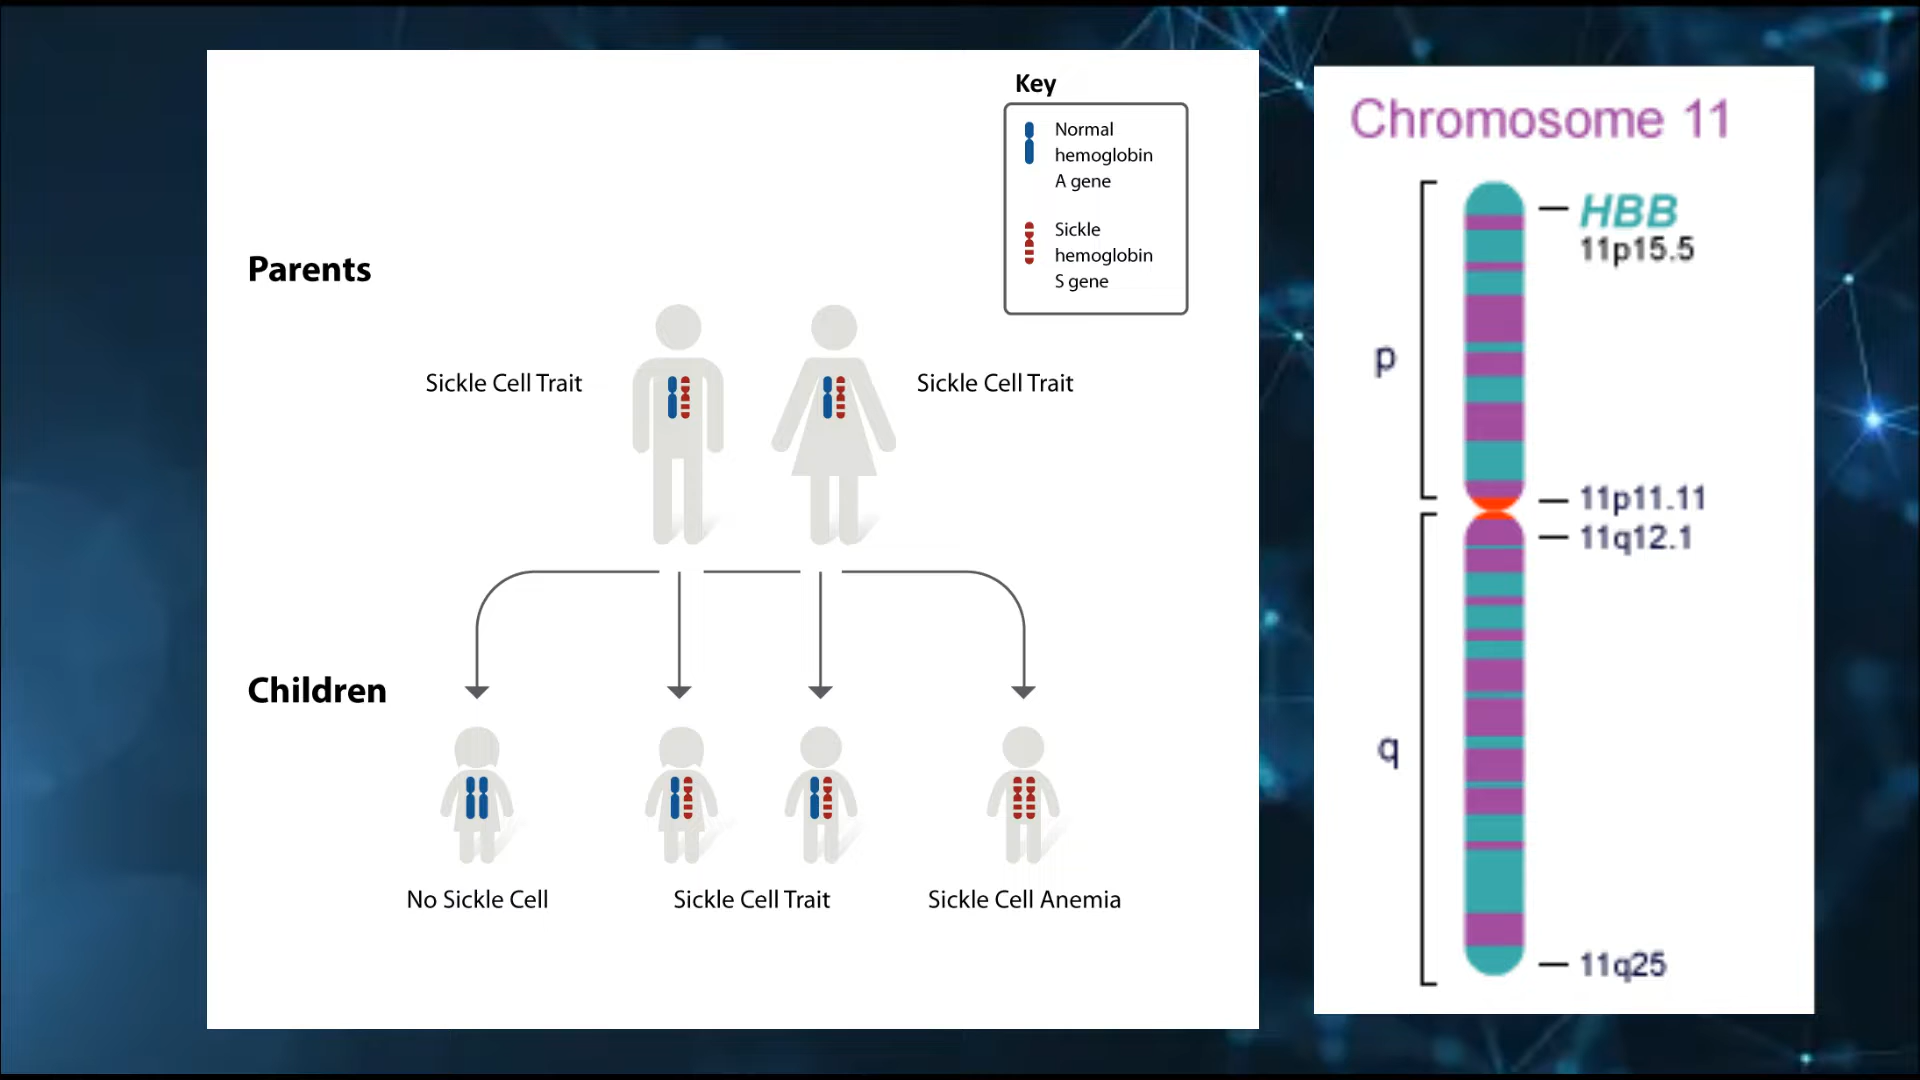 Key
Normal
hemoglobin
A gene
Sickle
hemoglobin
S gene
Parents
Sickle Cell Trait
Sickle Cell Trait
Children
No Sickle Cell
Sickle Cell Trait
Sickle Cell Anemia
Chromosome 11
HBB
11p15.5
p
11p11.11
11q12.1
q
11q25